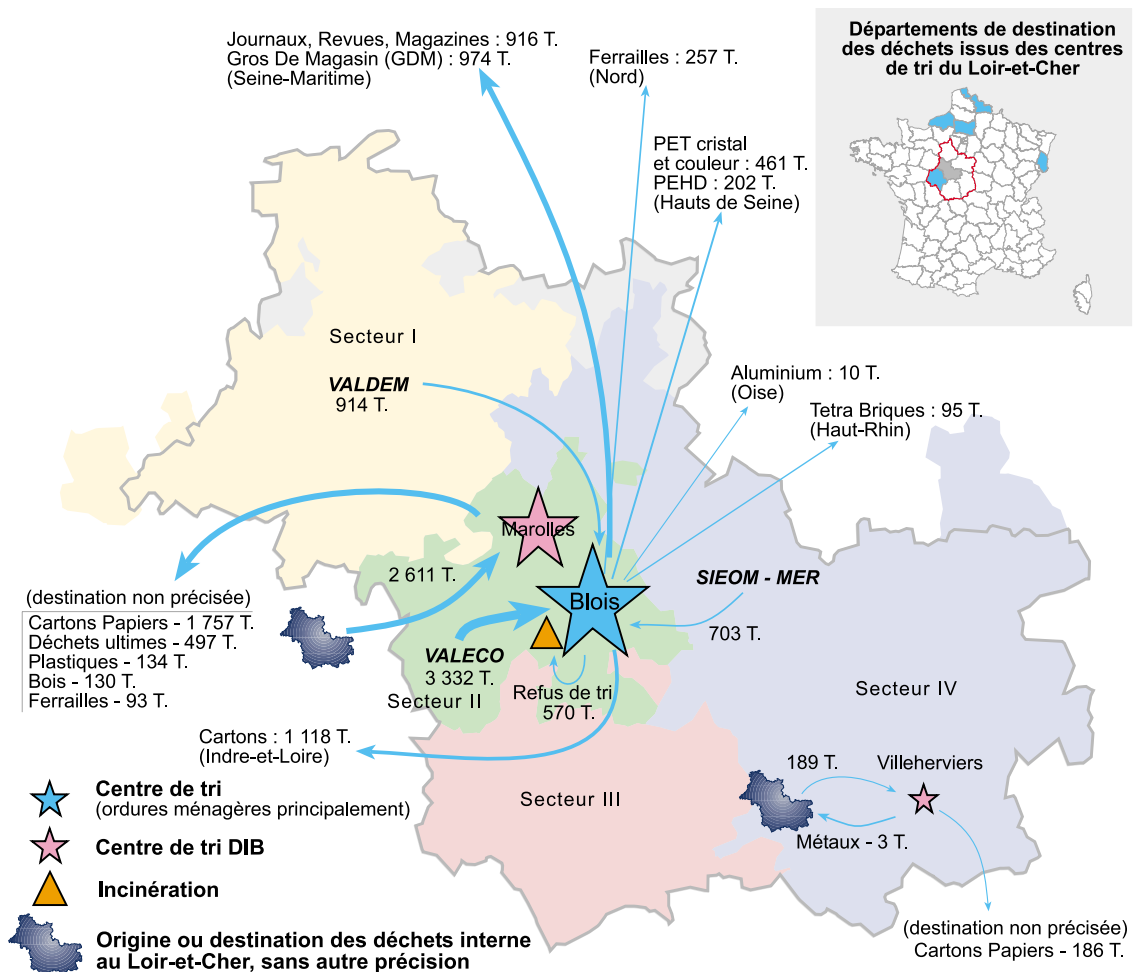 Journaux, Revues, Magazines : 916 T.
Gros De Magasin (GDM) : 974 T.
(Seine-Maritime)
Ferrailles : 257 T.
(Nord)
PET cristal
et couleur : 461 T.
PEHD : 202 T.
(Hauts de Seine)
Départements de destination
des déchets issus des centres
de tri du Loir-et-Cher
Secteur I
VALDEM
914 T.
Aluminium : 10 T.
(Oise)
Tetra Briques : 95 T.
(Haut-Rhin)
Marolles
2 611 T.
Blois
SIEOM - MER
703 T.
(destination non précisée)
Cartons Papiers - 1 757 T.
Déchets ultimes - 497 T.
Plastiques - 134 T.
Bois - 130 T.
Ferrailles - 93 T.
VALECO
3 332 T.
Secteur II
Refus de tri
570 T.
Secteur IV
Cartons : 1 118 T.
(Indre-et-Loire)
Secteur III
189 T.
Villeherviers
Métaux - 3 T.
(destination non précisée)
Cartons Papiers - 186 T.
Centre de tri
(ordures ménagères principalement)
Centre de tri DIB
Incinération
Origine ou destination des déchets interne
au Loir-et-Cher, sans autre précision